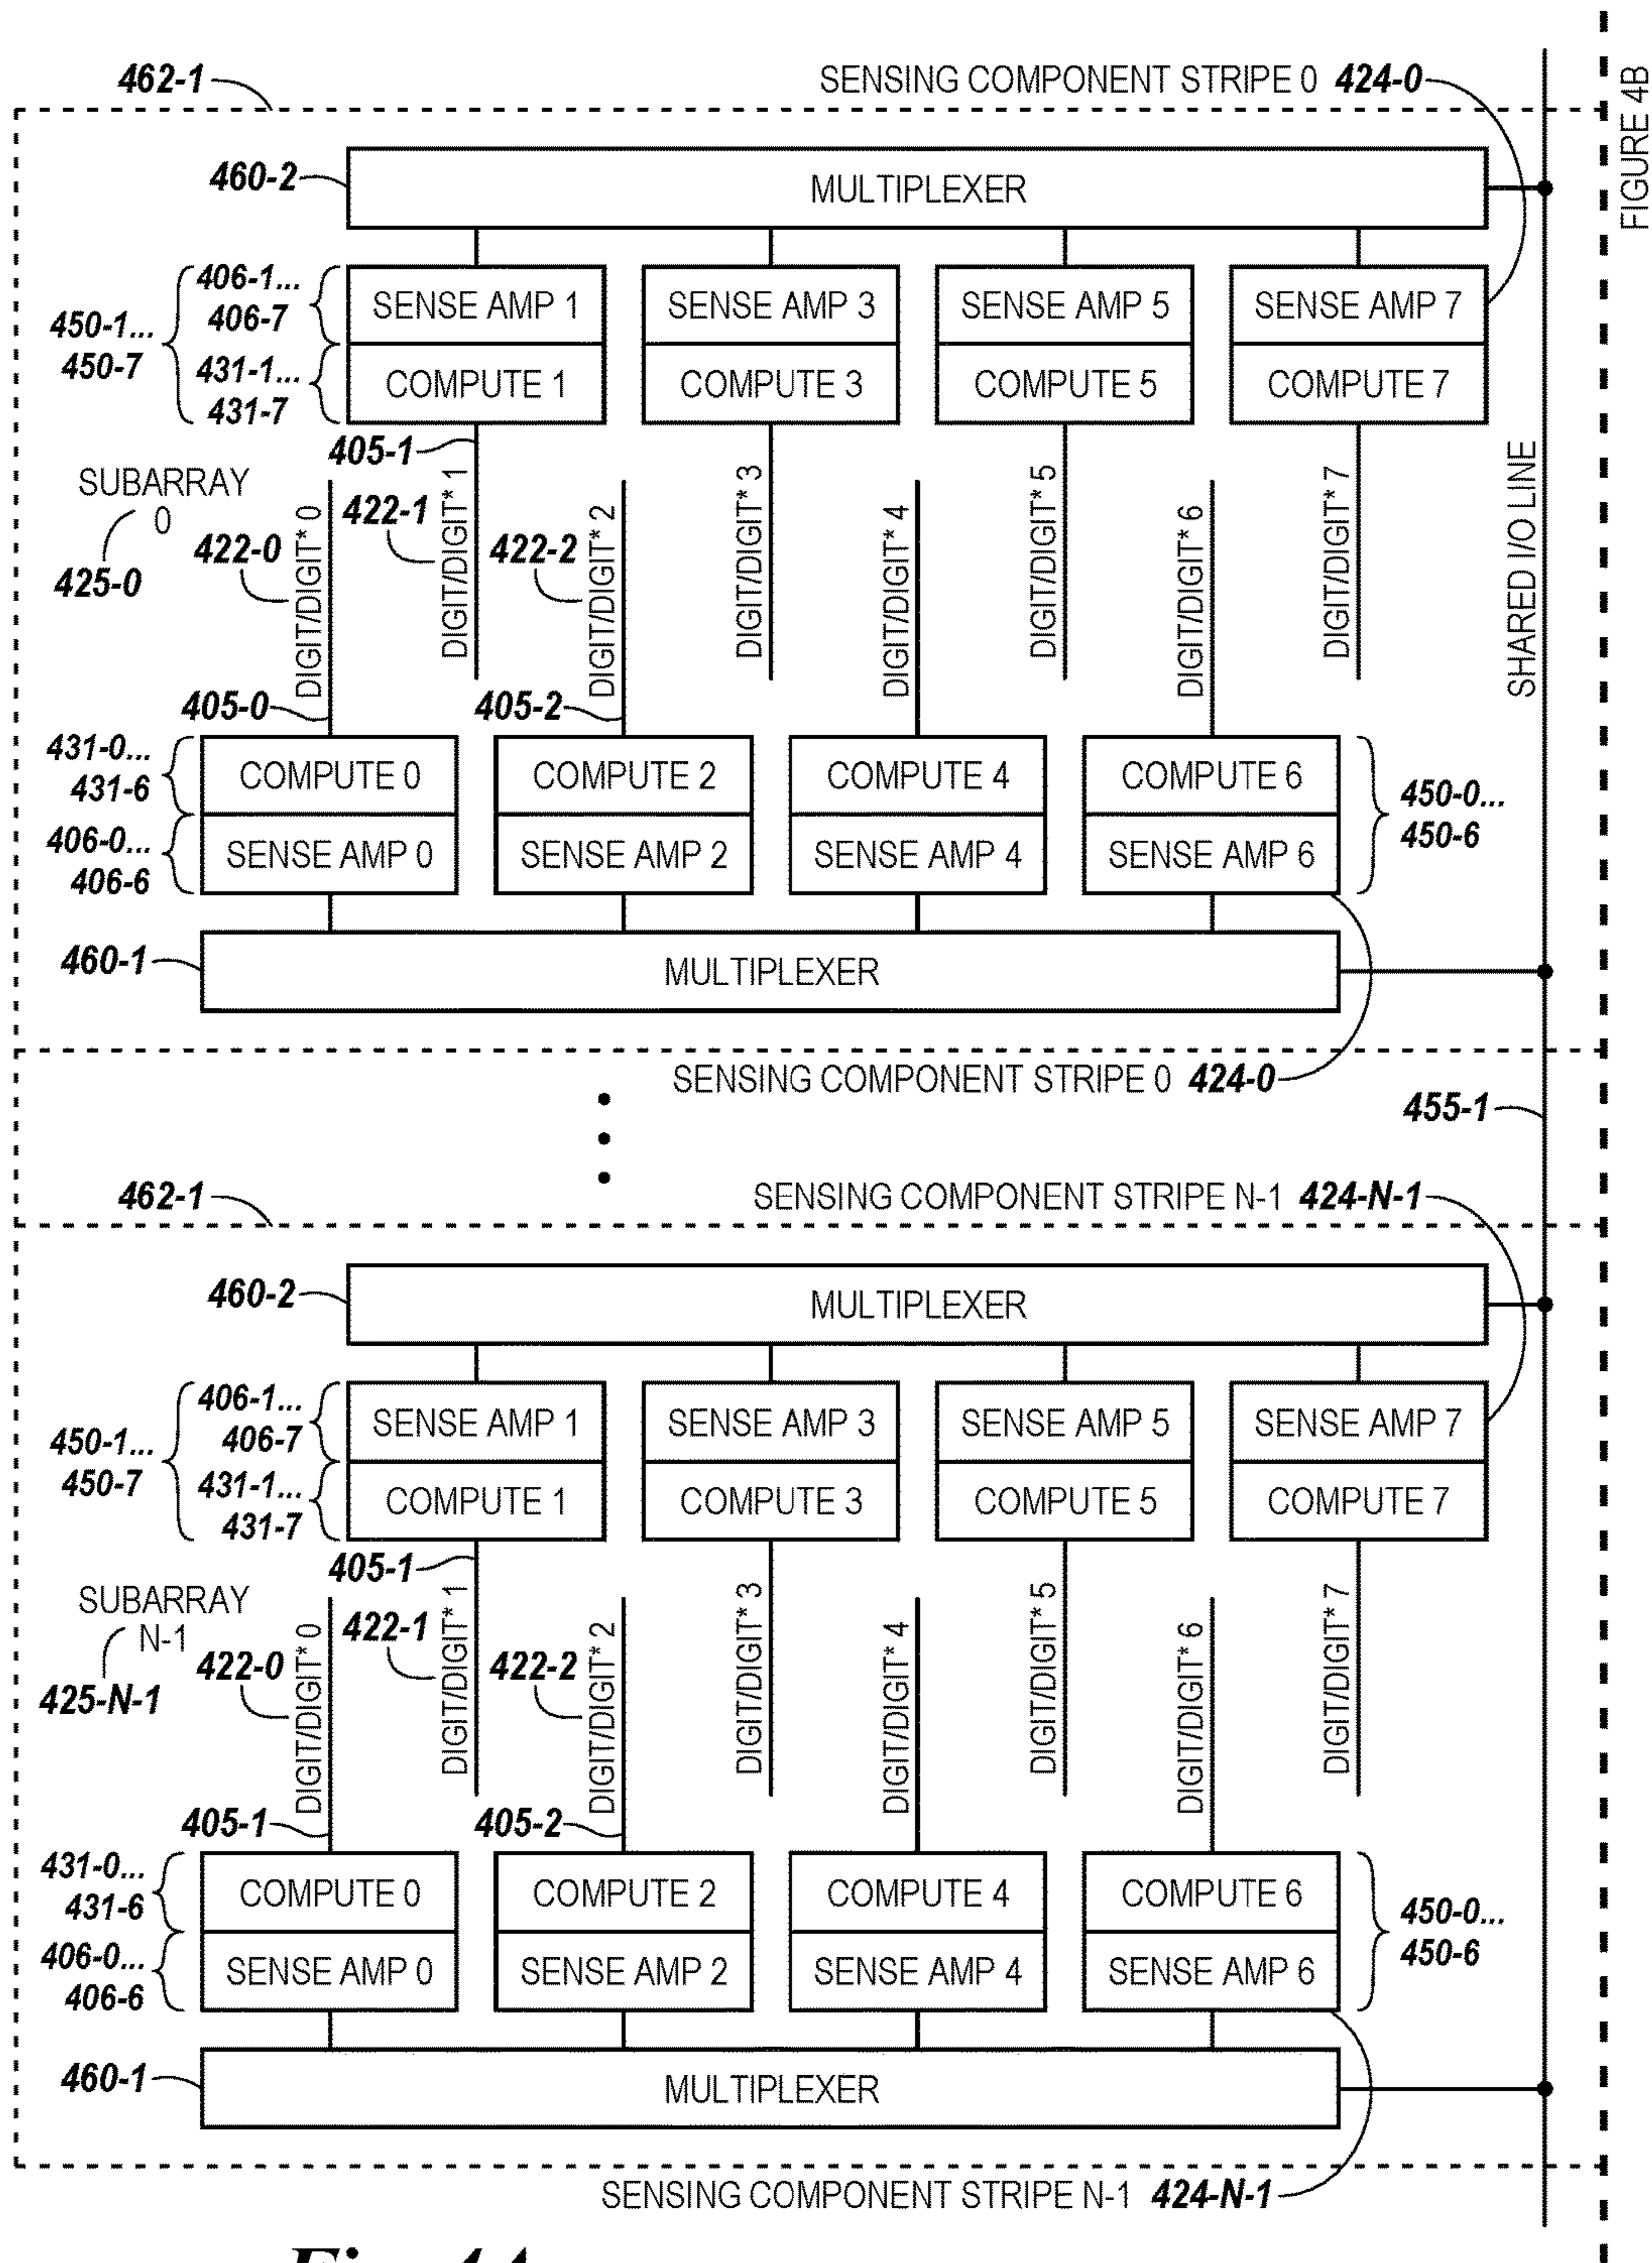 462-1
SENSING COMPONENT STRIPE 0 424-0
FIGURE 4B
460-2
MULTIPLEXER
450-1...
450-7
406-1...
406-7
431-1...
431-7
SENSE AMP 1
SENSE AMP 3
SENSE AMP 5
SENSE AMP 7
COMPUTE 1
COMPUTE 3
COMPUTE 5
COMPUTE 7
405-1
SUBARRAY
0
425-0
422-0
DIGIT/DIGIT* 0
422-1
DIGIT/DIGIT* 1
422-2
DIGIT/DIGIT* 2
DIGIT/DIGIT* 3
DIGIT/DIGIT* 4
DIGIT/DIGIT* 5
DIGIT/DIGIT* 6
DIGIT/DIGIT* 7
SHARED I/O LINE
405-0
405-2
431-0...
431-6
406-0...
406-6
COMPUTE 0
COMPUTE 2
COMPUTE 4
COMPUTE 6
SENSE AMP 0
SENSE AMP 2
SENSE AMP 4
SENSE AMP 6
450-0...
450-6
460-1
MULTIPLEXER
SENSING COMPONENT STRIPE 0 424-0
455-1
462-1
SENSING COMPONENT STRIPE N-1 424-N-1
460-2
MULTIPLEXER
450-1...
450-7
406-1...
406-7
431-1...
431-7
SENSE AMP 1
SENSE AMP 3
SENSE AMP 5
SENSE AMP 7
COMPUTE 1
COMPUTE 3
COMPUTE 5
COMPUTE 7
405-1
SUBARRAY
N-1
425-N-1
422-0
DIGIT/DIGIT* 0
422-1
DIGIT/DIGIT* 1
422-2
DIGIT/DIGIT* 2
DIGIT/DIGIT* 3
DIGIT/DIGIT* 4
DIGIT/DIGIT* 5
DIGIT/DIGIT* 6
DIGIT/DIGIT* 7
405-1
405-2
431-0...
431-6
406-0...
406-6
COMPUTE 0
COMPUTE 2
COMPUTE 4
COMPUTE 6
SENSE AMP 0
SENSE AMP 2
SENSE AMP 4
SENSE AMP 6
450-0...
450-6
460-1
MULTIPLEXER
SENSING COMPONENT STRIPE N-1 424-N-1